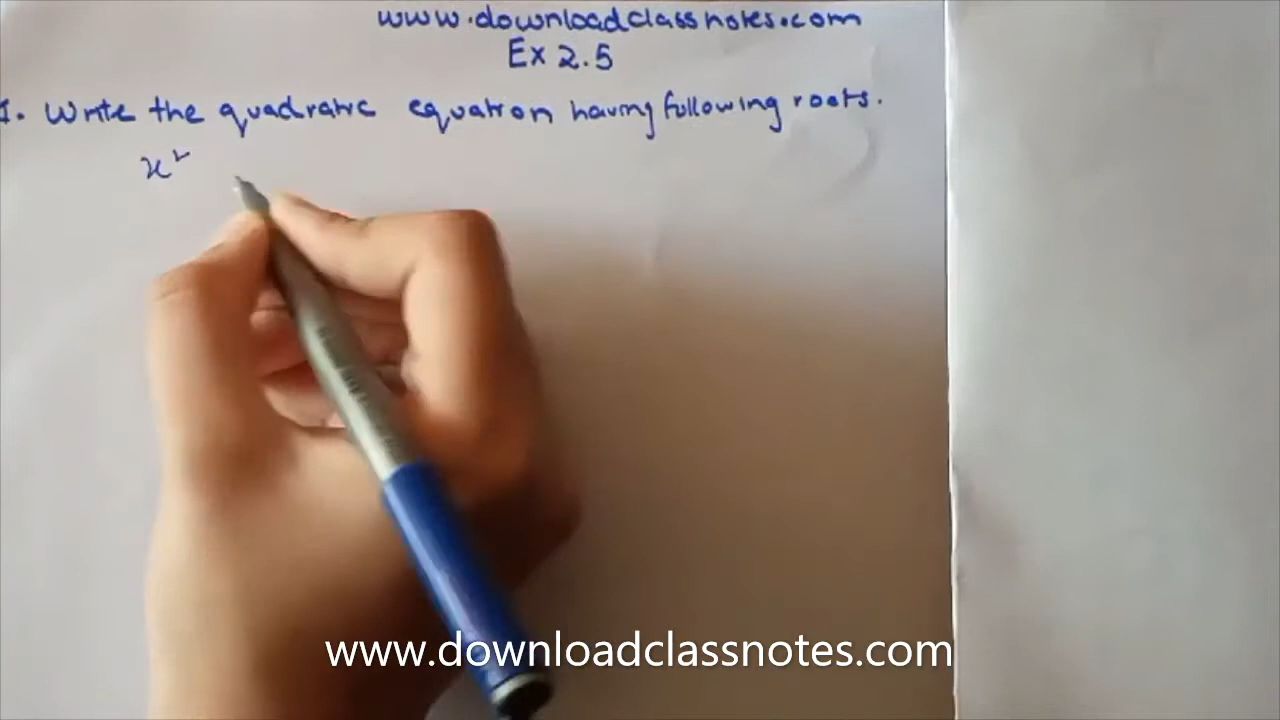 www.downloadclassnotes.com
Ex 2.5
1. Write the quadratic equation having following roots.
x²
www.downloadclassnotes.com